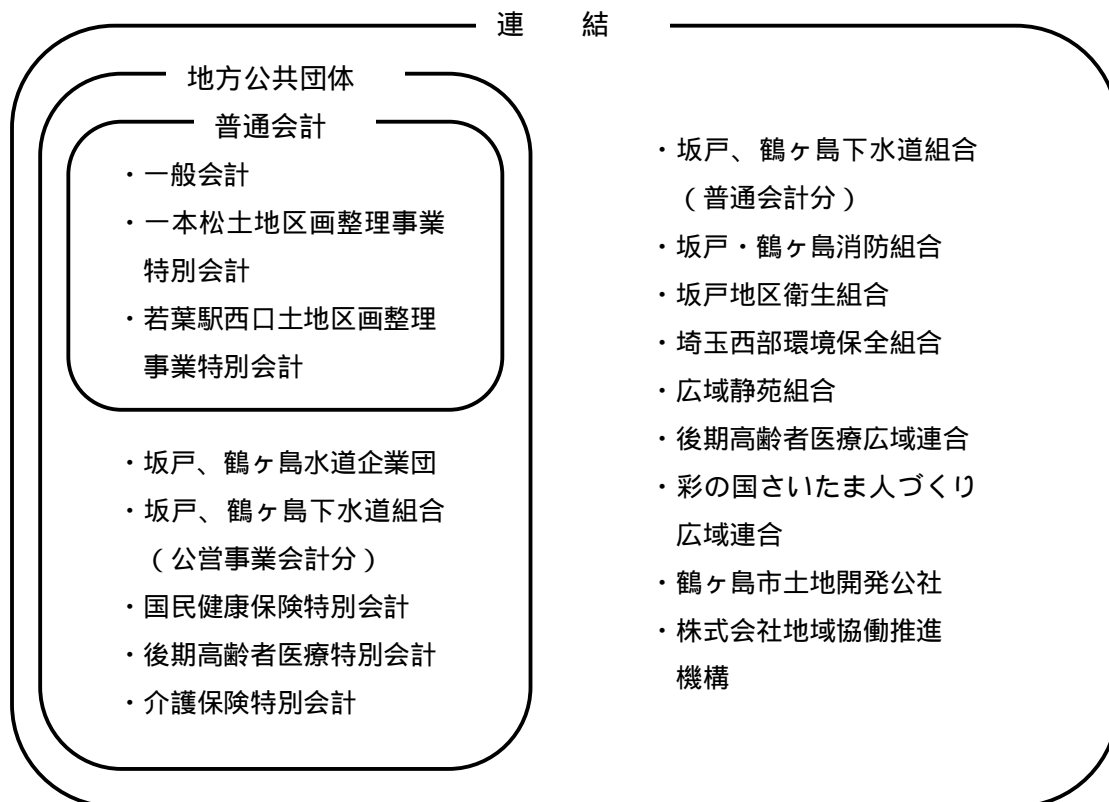 連　結
地方公共団体
普通会計
・一般会計
・一本松土地区画整理事業
特別会計
・若葉駅西口土地区画整理
事業特別会計
・坂戸、鶴ヶ島水道企業団
・坂戸、鶴ヶ島下水道組合
（公営事業会計分）
・国民健康保険特別会計
・後期高齢者医療特別会計
・介護保険特別会計
・坂戸、鶴ヶ島下水道組合
（普通会計分）
・坂戸・鶴ヶ島消防組合
・坂戸地区衛生組合
・埼玉西部環境保全組合
・広域静苑組合
・後期高齢者医療広域連合
・彩の国さいたま人づくり
広域連合
・鶴ヶ島市土地開発公社
・株式会社地域協働推進
機構